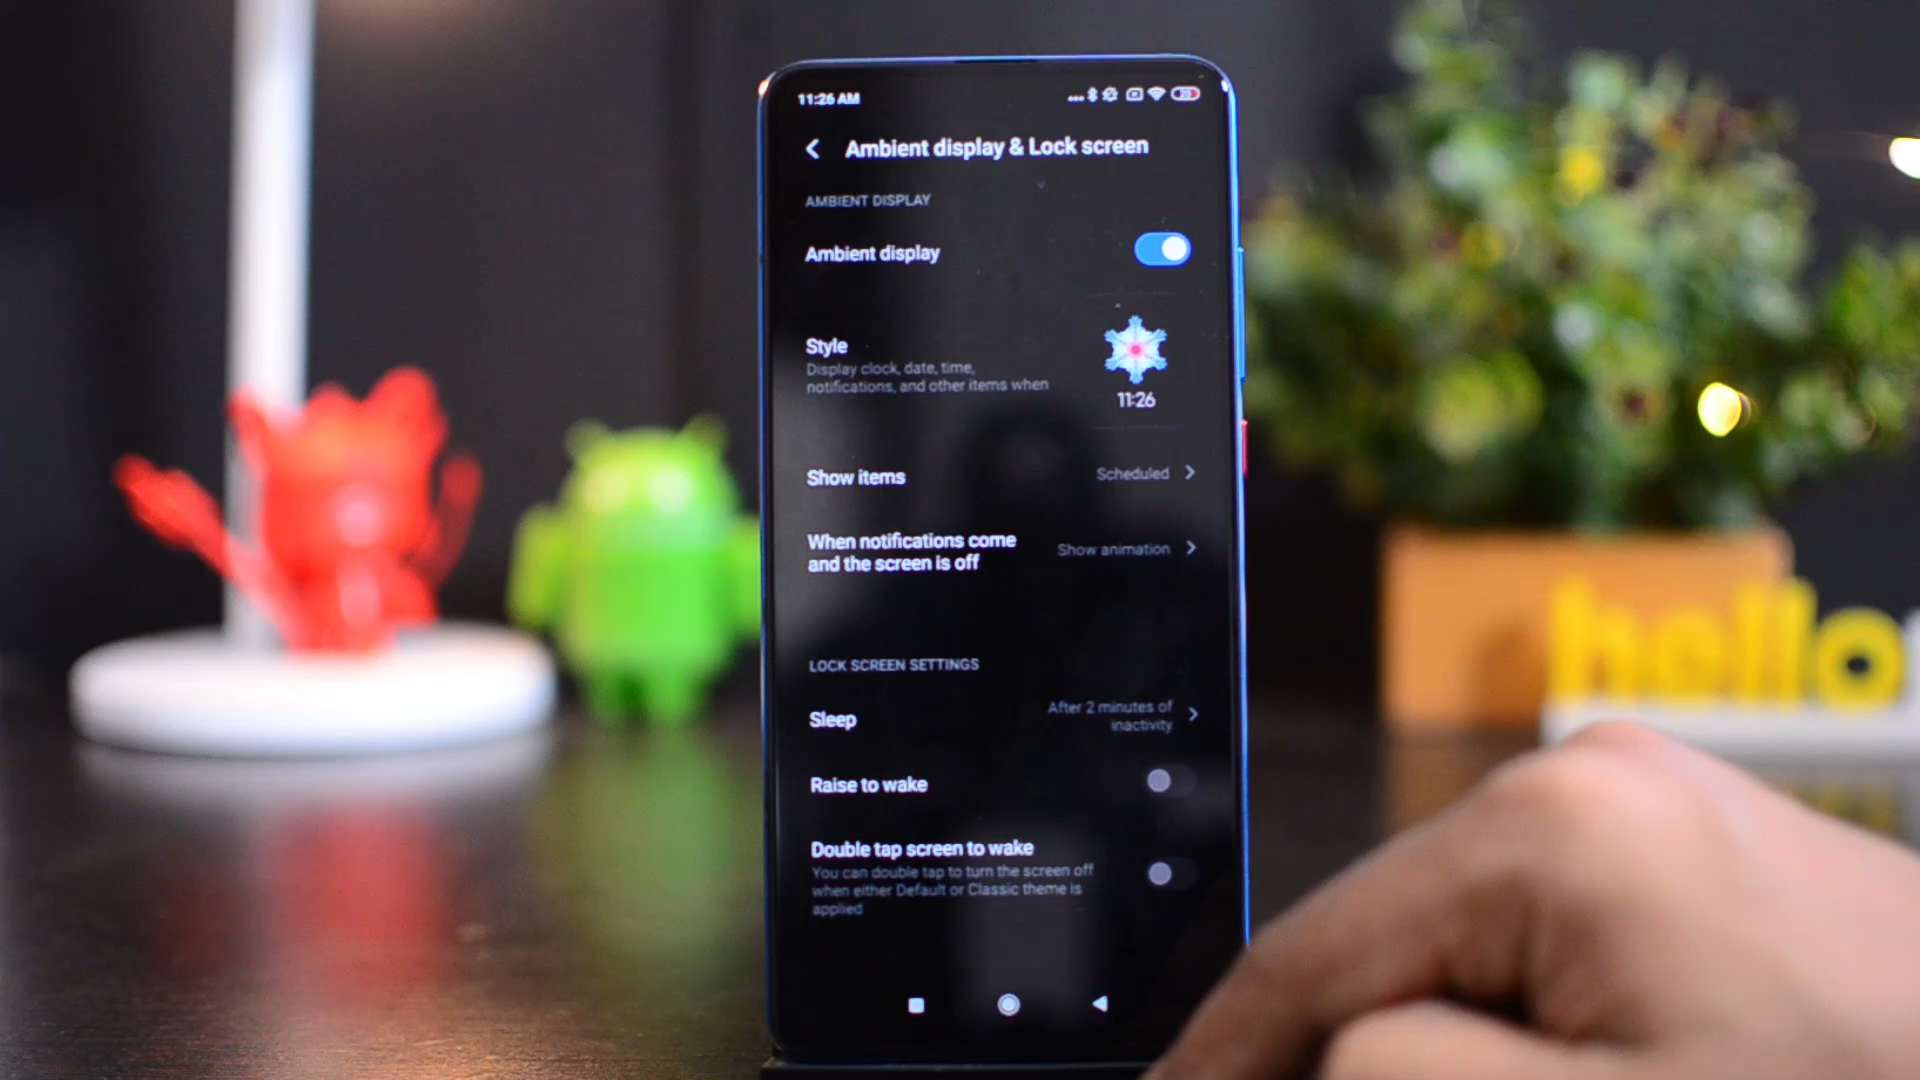 11:26 AM
Ambient display & Lock screen
AMBIENT DISPLAY
Ambient display
Style
Display clock, date, time,
notifications, and other items when
11:26
Show items
Scheduled
When notifications come
and the screen is off
Show animation
LOCK SCREEN SETTINGS
Sleep
After 2 minutes of
inactivity
Raise to wake
Double tap screen to wake
You can double tap to turn the screen off
when either Default or Classic theme is
applied
hello